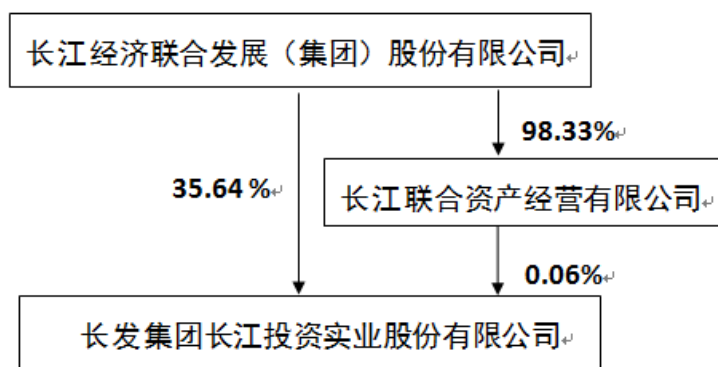 长江经济联合发展（集团）股份有限公司
98.33%
35.64 %
长江联合资产经营有限公司
0.06%
长发集团长江投资实业股份有限公司